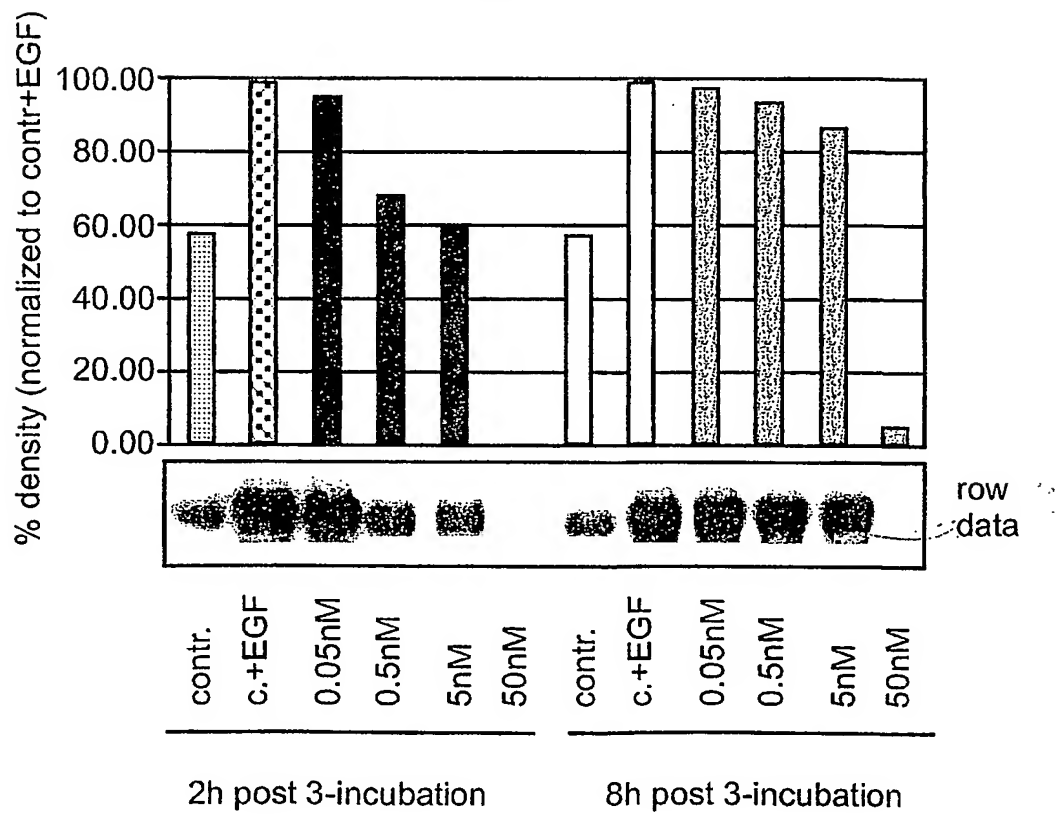 % density (normalized to contr+EGF)
100.00
80.00
60.00
40.00
20.00
0.00
row
data
contr.
c.+EGF
0.05nM
0.5nM
5nM
50nM
contr.
c.+EGF
0.05nM
0.5nM
5nM
50nM
2h post 3-incubation
8h post 3-incubation